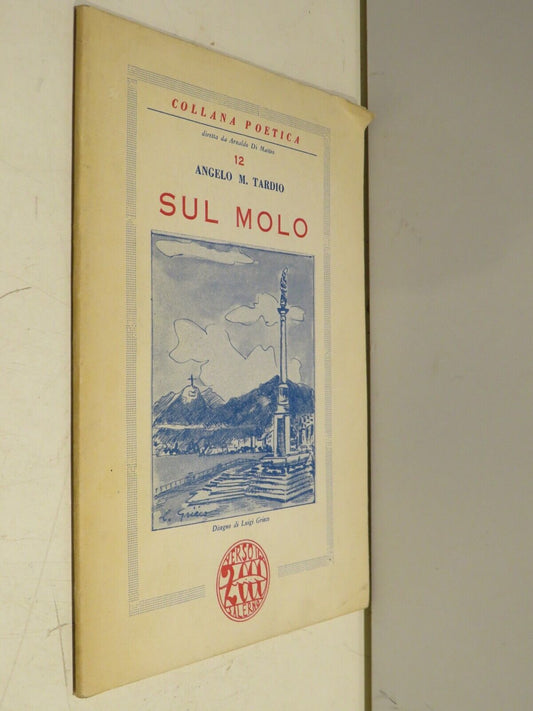 COLLANA POETICA
diretta da Arnaldo Di Matteo
12
ANGELO M. TARDIO
SUL MOLO
L. Grieco
Disegno di Luigi Grieco
VERSO IL
2000
SALERNO